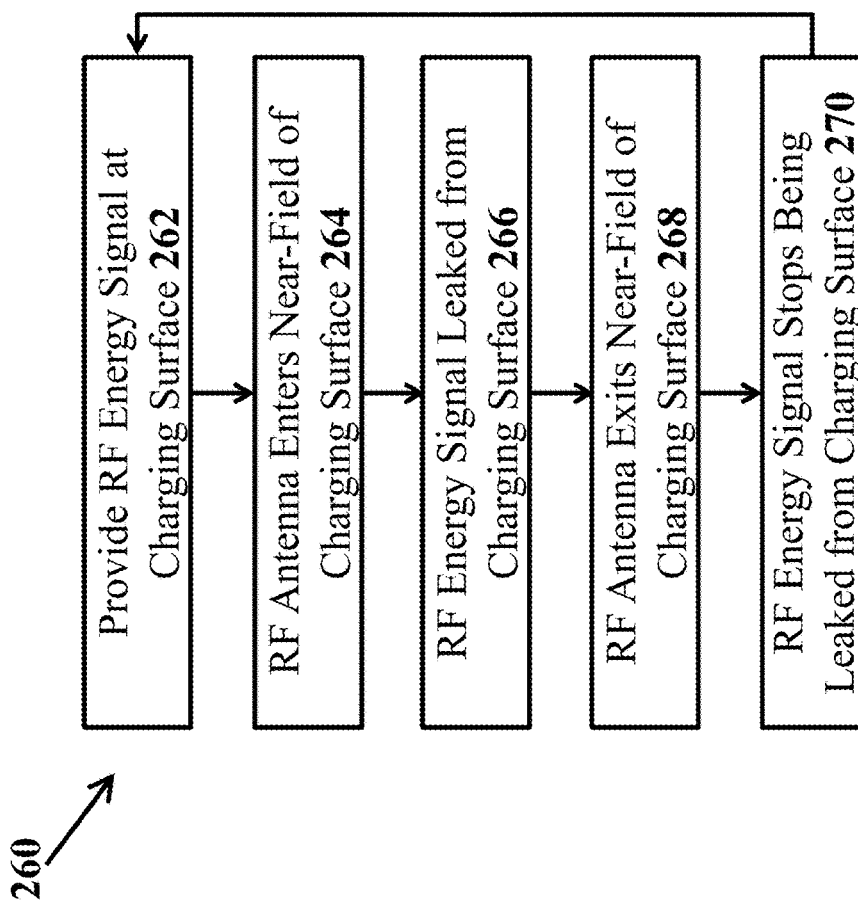 260
Provide RF Energy Signal at
Charging Surface 262
RF Antenna Enters Near-Field of
Charging Surface 264
RF Energy Signal Leaked from
Charging Surface 266
RF Antenna Exits Near-Field of
Charging Surface 268
RF Energy Signal Stops Being
Leaked from Charging Surface 270